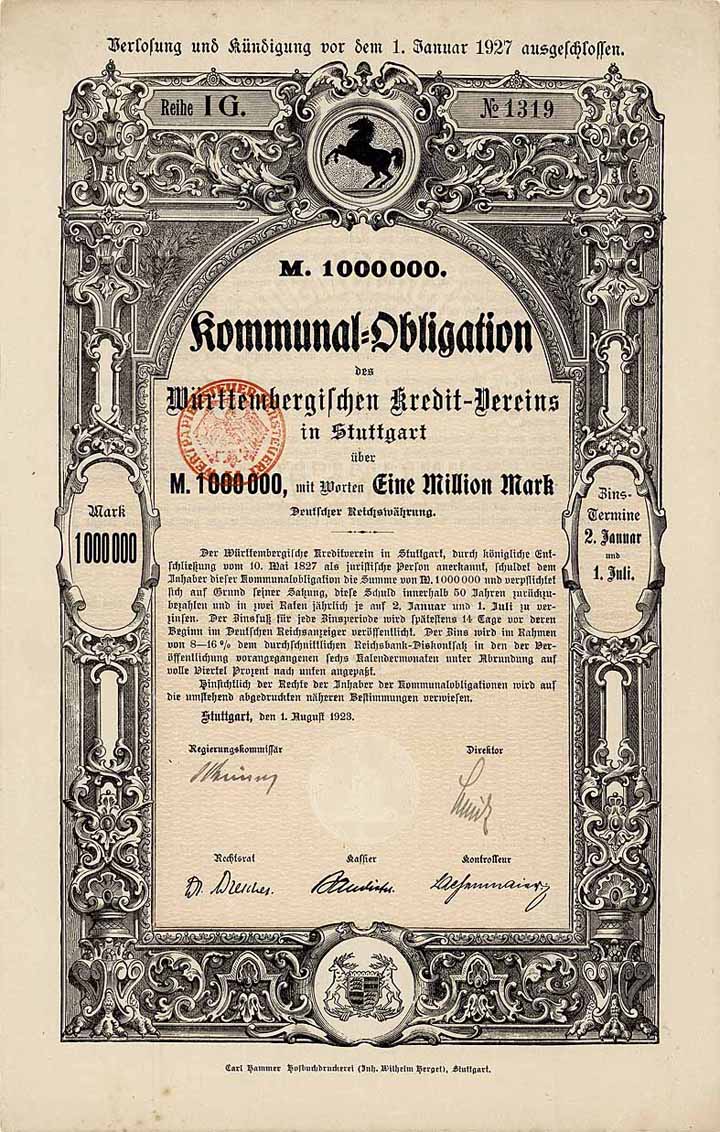 Verlosung und Kündigung vor dem 1. Januar 1927 ausgeschlossen.
Reihe I G.
№ 1319
M. 1000000.
Kommunal=Obligation
des
Württembergischen Kredit-Vereins
in Stuttgart
über
M. 1000000, mit Worten Eine Million Mark
Deutscher Reichswährung.
Mark
1000000
Zins-
Termine
2. Januar
und
1. Juli.
WERTPAPIERSTEUER VERSTEUERT
Der Württembergische Kreditverein in Stuttgart, durch königliche Ent-
schließung vom 10. Mai 1827 als juristische Person anerkannt, schuldet dem
Inhaber dieser Kommunalobligation die Summe von M. 1000000 und verpflichtet
sich auf Grund seiner Satzung, diese Schuld innerhalb 50 Jahren zurückzu-
bezahlen und in zwei Raten jährlich je auf 2. Januar und 1. Juli zu ver-
zinsen. Der Zinsfuß für jede Zinsperiode wird spätestens 14 Tage vor deren
Beginn im Deutschen Reichsanzeiger veröffentlicht. Der Zins wird im Rahmen
von 8—16% dem durchschnittlichen Reichsbank-Diskontsatz in den der Ver-
öffentlichung vorangegangenen sechs Kalendermonaten unter Abrundung auf
volle Viertel Prozent nach unten angepaßt.
Hinsichtlich der Rechte der Inhaber der Kommunalobligationen wird auf
die umstehend abgedruckten näheren Bestimmungen verwiesen.
Stuttgart, den 1. August 1923.
Regierungskommissär
Direktor
Rechtsrat
Kassier
Kontrolleur
Dr. Drescher.
Carl Hammer Hofbuchdruckerei (Inh. Wilhelm Herget), Stuttgart.